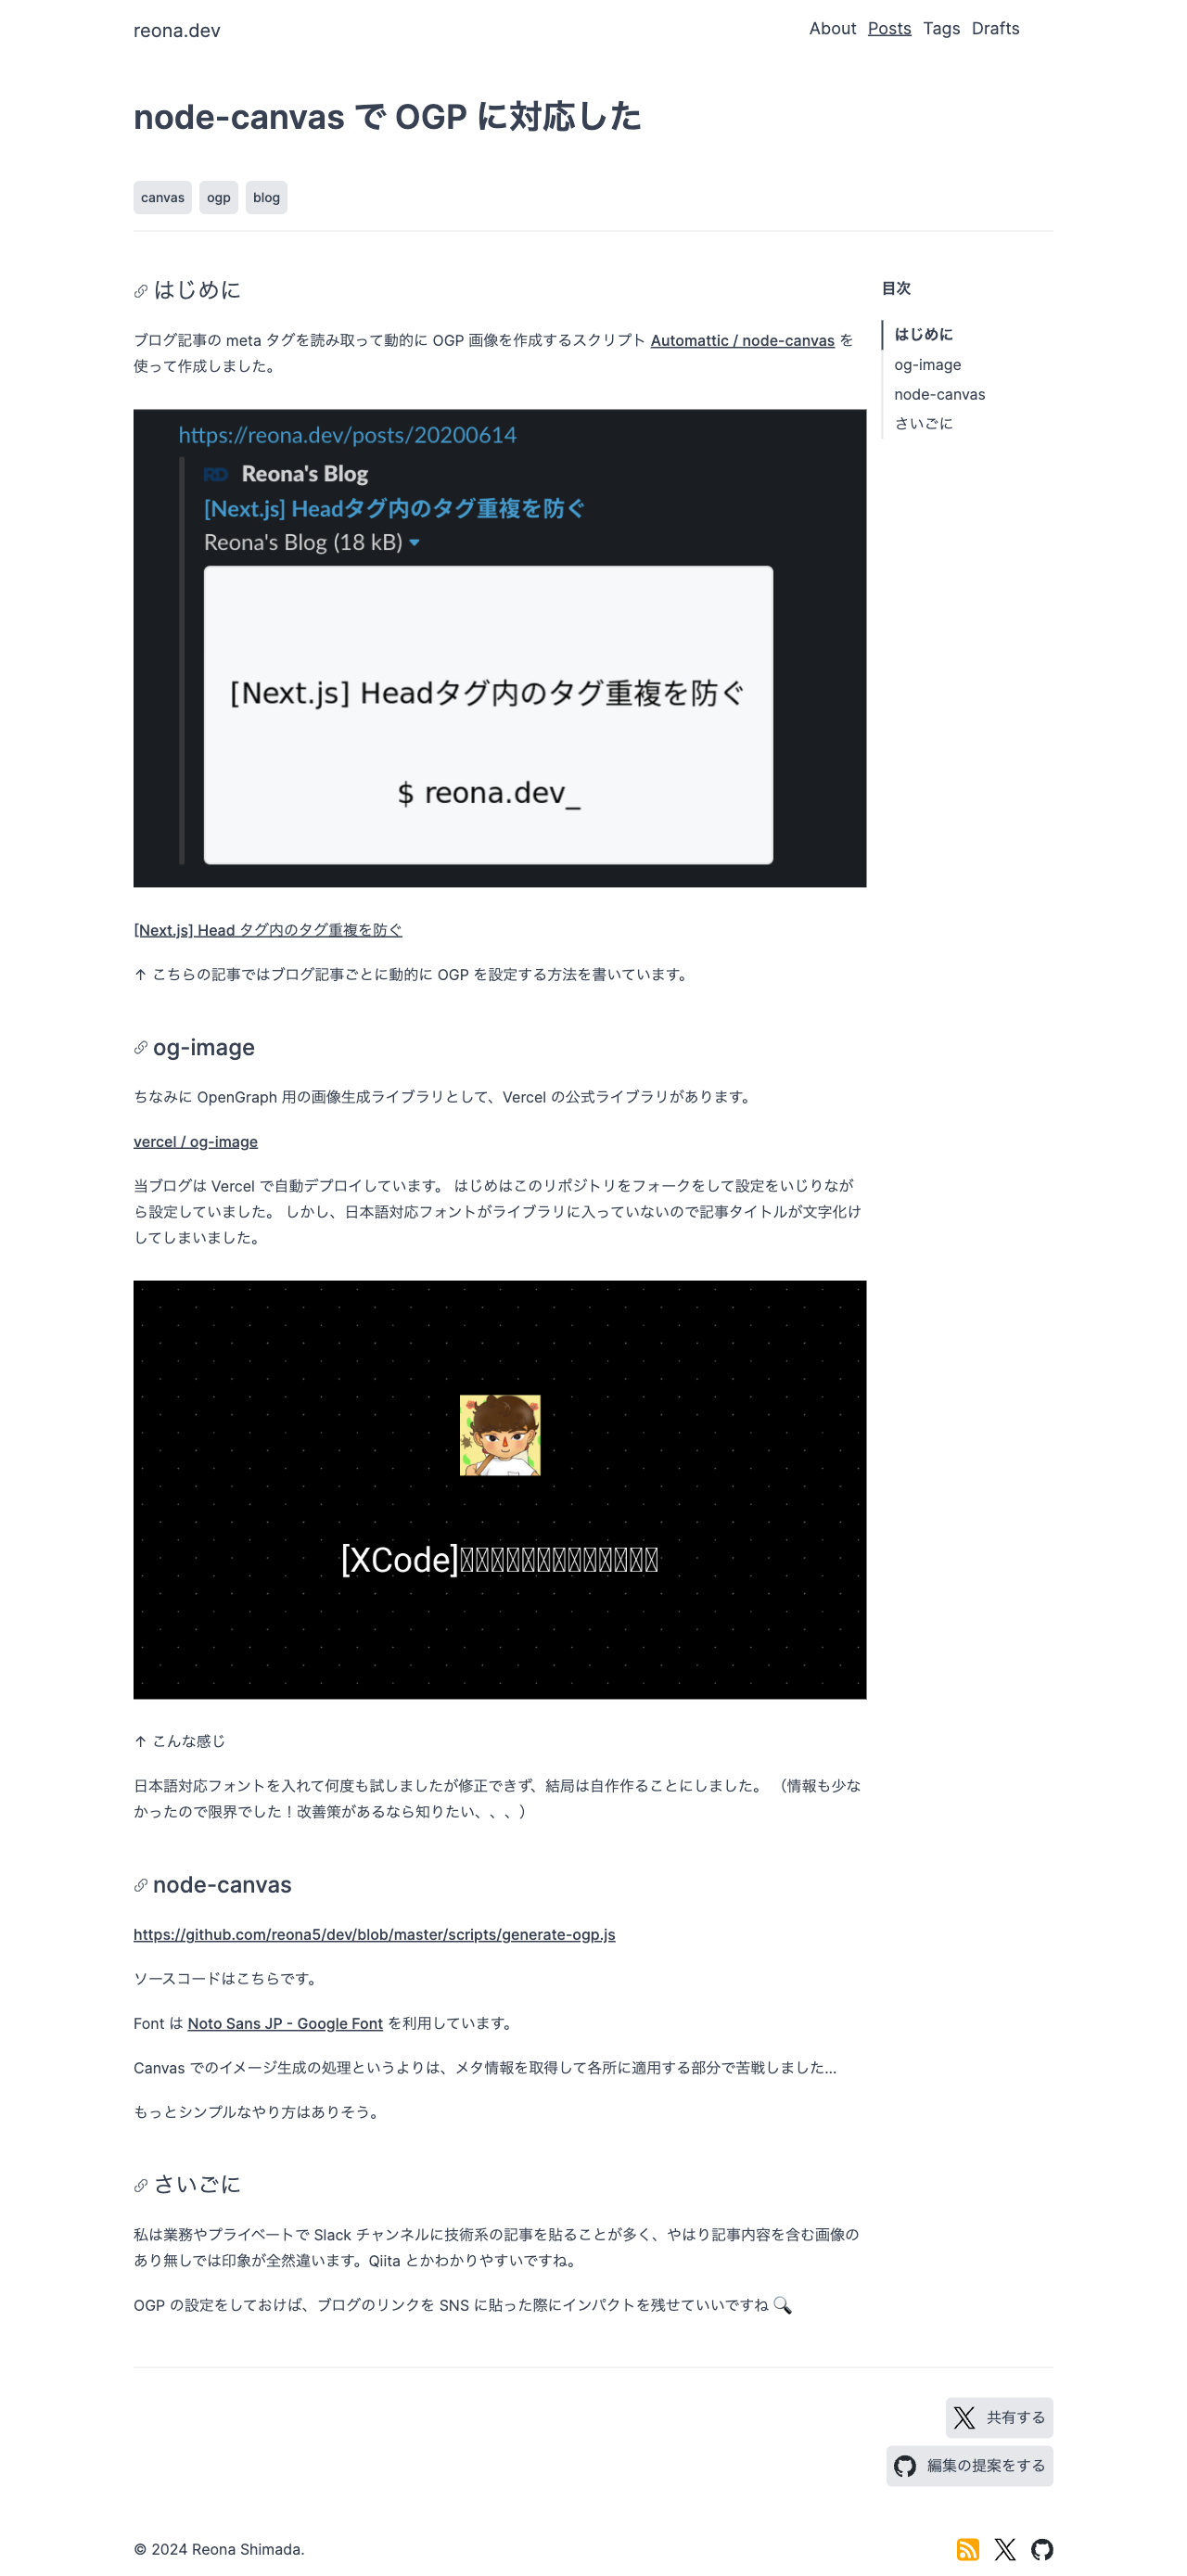 reona.dev
About Posts Tags Drafts
node-canvas で OGP に対応した
canvas ogp blog
はじめに
ブログ記事の meta タグを読み取って動的に OGP 画像を作成するスクリプト Automattic / node-canvas を
使って作成しました。
https://reona.dev/posts/20200614
RD Reona's Blog
[Next.js] Headタグ内のタグ重複を防ぐ
Reona's Blog (18 kB)
[Next.js] Headタグ内のタグ重複を防ぐ
$ reona.dev_
[Next.js] Head タグ内のタグ重複を防ぐ
↑ こちらの記事ではブログ記事ごとに動的に OGP を設定する方法を書いています。
目次
はじめに
og-image
node-canvas
さいごに
og-image
ちなみに OpenGraph 用の画像生成ライブラリとして、Vercel の公式ライブラリがあります。
vercel / og-image
当ブログは Vercel で自動デプロイしています。 はじめはこのリポジトリをフォークをして設定をいじりなが
ら設定していました。 しかし、日本語対応フォントがライブラリに入っていないので記事タイトルが文字化け
してしまいました。
[XCode]
↑ こんな感じ
日本語対応フォントを入れて何度も試しましたが修正できず、結局は自作作ることにしました。 （情報も少な
かったので限界でした！改善策があるなら知りたい、、、）
node-canvas
https://github.com/reona5/dev/blob/master/scripts/generate-ogp.js
ソースコードはこちらです。
Font は Noto Sans JP - Google Font を利用しています。
Canvas でのイメージ生成の処理というよりは、メタ情報を取得して各所に適用する部分で苦戦しました...
もっとシンプルなやり方はありそう。
さいごに
私は業務やプライベートで Slack チャンネルに技術系の記事を貼ることが多く、やはり記事内容を含む画像の
あり無しでは印象が全然違います。Qiita とかわかりやすいですね。
OGP の設定をしておけば、ブログのリンクを SNS に貼った際にインパクトを残せていいですね 🔍
共有する
編集の提案をする
© 2024 Reona Shimada.